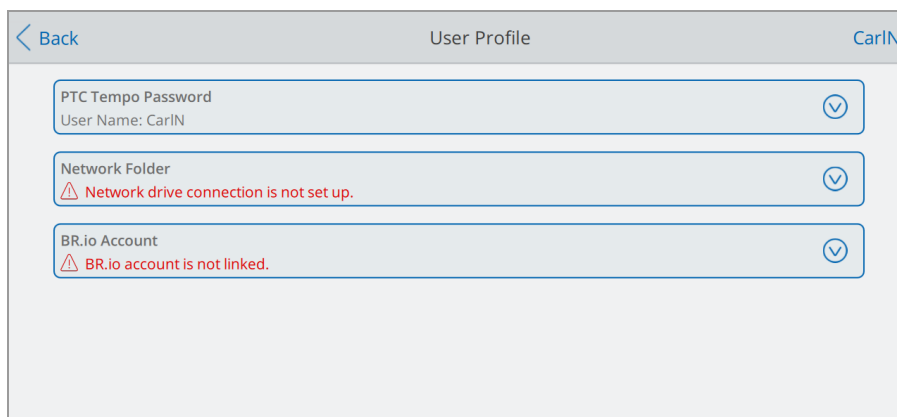 Back
User Profile
CarlN
PTC Tempo Password
User Name: CarlN
Network Folder
Network drive connection is not set up.
BR.io Account
BR.io account is not linked.